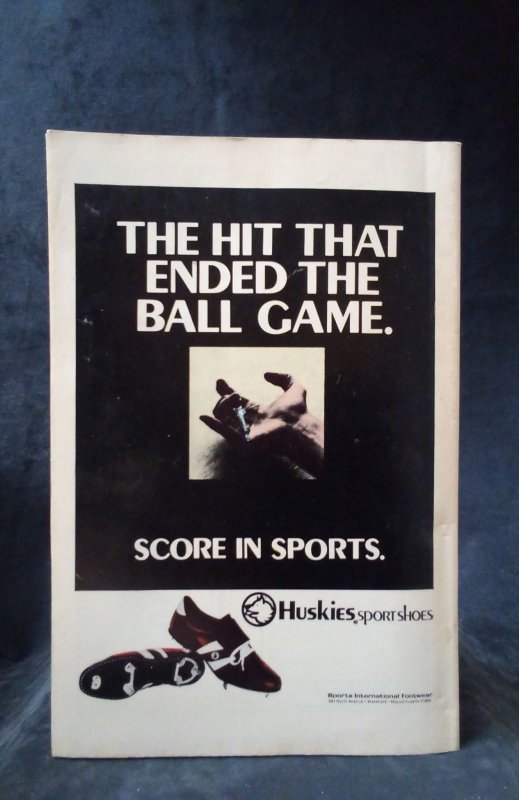 THE HIT THAT
ENDED THE
BALL GAME.
SCORE IN SPORTS.
Huskies SPORTSHOES
Sports International Footwear